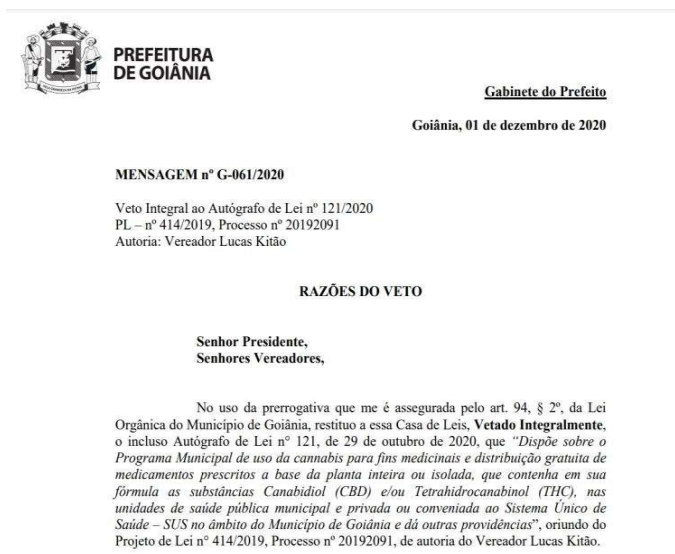 PREFEITURA
DE GOIÂNIA
Gabinete do Prefeito
Goiânia, 01 de dezembro de 2020
MENSAGEM nº G-061/2020
Veto Integral ao Autógrafo de Lei nº 121/2020
PL – nº 414/2019, Processo nº 20192091
Autoria: Vereador Lucas Kitão
RAZÕES DO VETO
Senhor Presidente,
Senhores Vereadores,
No uso da prerrogativa que me é assegurada pelo art. 94, § 2º, da Lei
Orgânica do Município de Goiânia, restituo a essa Casa de Leis, Vetado Integralmente,
o incluso Autógrafo de Lei n° 121, de 29 de outubro de 2020, que “Dispõe sobre o
Programa Municipal de uso da cannabis para fins medicinais e distribuição gratuita de
medicamentos prescritos a base da planta inteira ou isolada, que contenha em sua
fórmula as substâncias Canabidiol (CBD) e/ou Tetrahidrocanabinol (THC), nas
unidades de saúde pública municipal e privada ou conveniada ao Sistema Único de
Saúde – SUS no âmbito do Município de Goiânia e dá outras providências”, oriundo do
Projeto de Lei n° 414/2019, Processo nº 20192091, de autoria do Vereador Lucas Kitão.